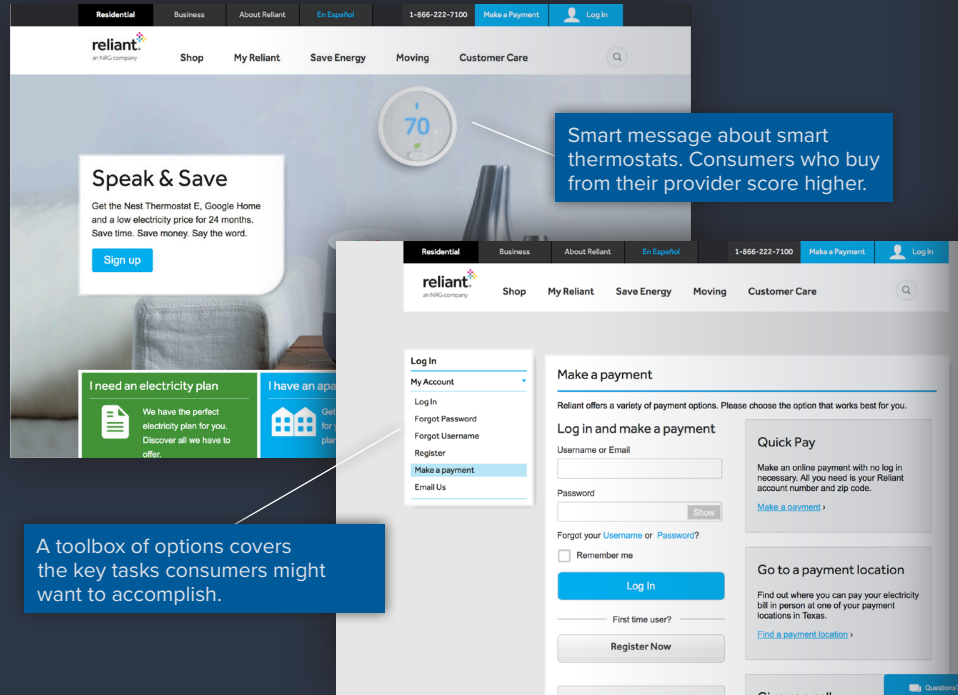 Residential Business About Reliant En Español 1-866-222-7100 Make a Payment Log In
reliant
an NRG company
Shop My Reliant Save Energy Moving Customer Care
70
Smart message about smart
thermostats. Consumers who buy
from their provider score higher.
Speak & Save
Get the Nest Thermostat E, Google Home
and a low electricity price for 24 months.
Save time. Save money. Say the word.
Sign up
I need an electricity plan
We have the perfect
electricity plan for you.
Discover all we have to
offer.
I have an apa
Get
for y
plan
Residential Business About Reliant En Español 1-866-222-7100 Make a Payment Log In
reliant
an NRG company
Shop My Reliant Save Energy Moving Customer Care
Log In
My Account
Log In
Forgot Password
Forgot Username
Register
Make a payment
Email Us
A toolbox of options covers
the key tasks consumers might
want to accomplish.
Make a payment
Reliant offers a variety of payment options. Please choose the option that works best for you.
Log in and make a payment
Username or Email
Password
Show
Forgot your Username or Password?
Remember me
Log In
First time user?
Register Now
Quick Pay
Make an online payment with no log in
necessary. All you need is your Reliant
account number and zip code.
Make a payment ›
Go to a payment location
Find out where you can pay your electricity
bill in person at one of your payment
locations in Texas.
Find a payment location ›
Questions?